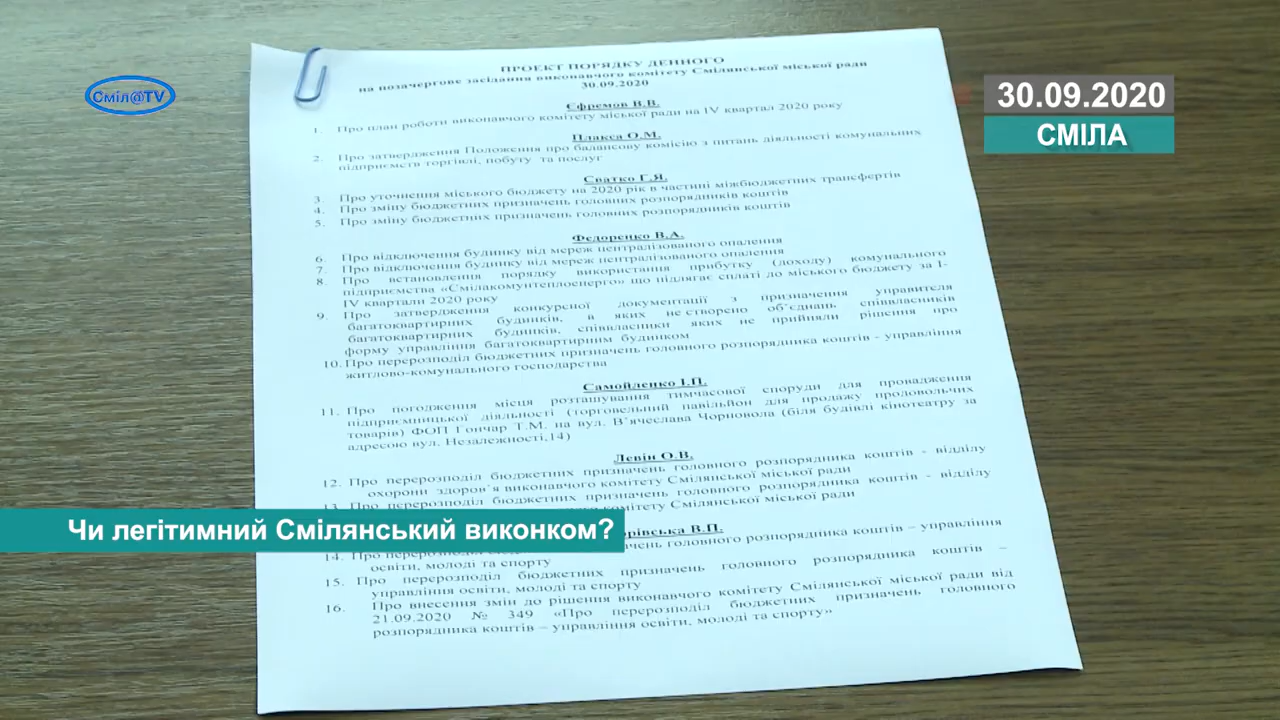 Сміл@TV
30.09.2020
СМІЛА
ПРОЕКТ ПОРЯДКУ ДЕННОГО
на позачергове засідання виконавчого комітету Смілянської міської ради
30.09.2020
Єфремов В.В.
1. Про план роботи виконавчого комітету міської ради на IV квартал 2020 року
Плакса О.М.
2. Про затвердження Положення про балансову комісію з питань діяльності комунальних
підприємств торгівлі, побуту та послуг
Сватко Г.Я.
3. Про уточнення міського бюджету на 2020 рік в частині міжбюджетних трансфертів
4. Про зміну бюджетних призначень головних розпорядників коштів
5. Про зміну бюджетних призначень головних розпорядників коштів
Федоренко В.А.
6. Про відключення будинку від мереж централізованого опалення
7. Про відключення будинку від мереж централізованого опалення
8. Про встановлення порядку використання прибутку (доходу) комунального
підприємства «Смілакомунтеплоенерго» що підлягає сплаті до міського бюджету за I-
IV квартали 2020 року
9. Про затвердження конкурсної документації з призначення управителя
багатоквартирних будинків, в яких не створено об'єднань співвласників
багатоквартирних будинків, співвласники яких не прийняли рішення про
форму управління багатоквартирним будинком
10. Про перерозподіл бюджетних призначень головного розпорядника коштів - управління
житлово-комунального господарства
Самойленко І.П.
11. Про погодження місця розташування тимчасової споруди для провадження
підприємницької діяльності (торговельний павільйон для продажу продовольчих
товарів) ФОП Гончар Т.М. на вул. В'ячеслава Чорновола (біля будівлі кінотеатру за
адресою вул. Незалежності,14)
Левін О.В.
12. Про перерозподіл бюджетних призначень головного розпорядника коштів - відділу
охорони здоров'я виконавчого комітету Смілянської міської ради
13. Про перерозподіл бюджетних призначень головного розпорядника коштів - відділу
комітету Смілянської міської ради
Чи легітимний Смілянський виконком?
орівська В.П.
14. Про перерозподіл головного розпорядника коштів – управління
освіти, молоді та спорту
15. Про перерозподіл бюджетних призначень головного розпорядника коштів –
управління освіти, молоді та спорту
16. Про внесення змін до рішення виконавчого комітету Смілянської міської ради від
21.09.2020 № 349 «Про перерозподіл бюджетних призначень головного
розпорядника коштів – управління освіти, молоді та спорту»